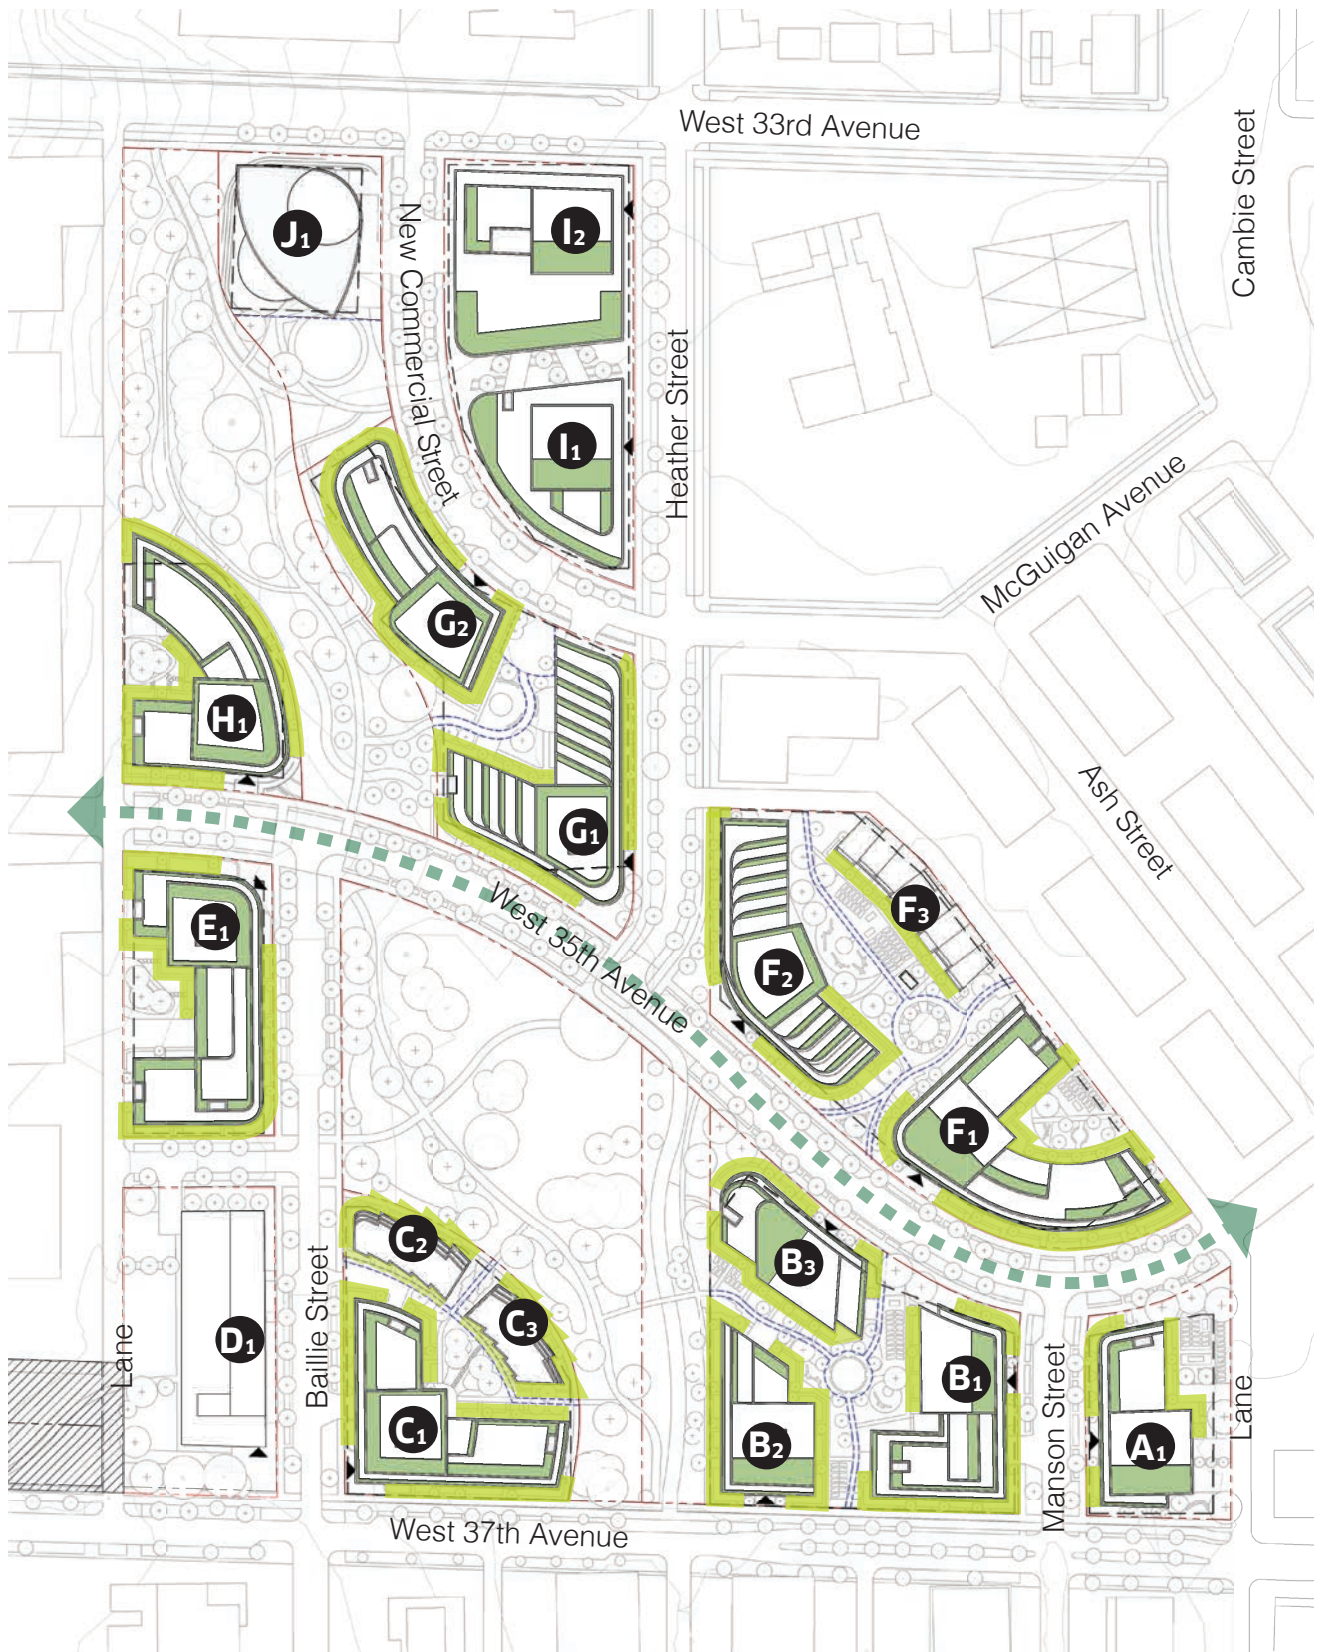 West 33rd Avenue
Cambie Street
J1
I2
New Commercial Street
Heather Street
I1
McGuigan Avenue
G2
H1
Ash Street
G1
F3
E1
F2
West 35th Avenue
F1
C2
B3
C3
D1
Lane
Baillie Street
B1
Manson Street
Lane
C1
B2
A1
West 37th Avenue